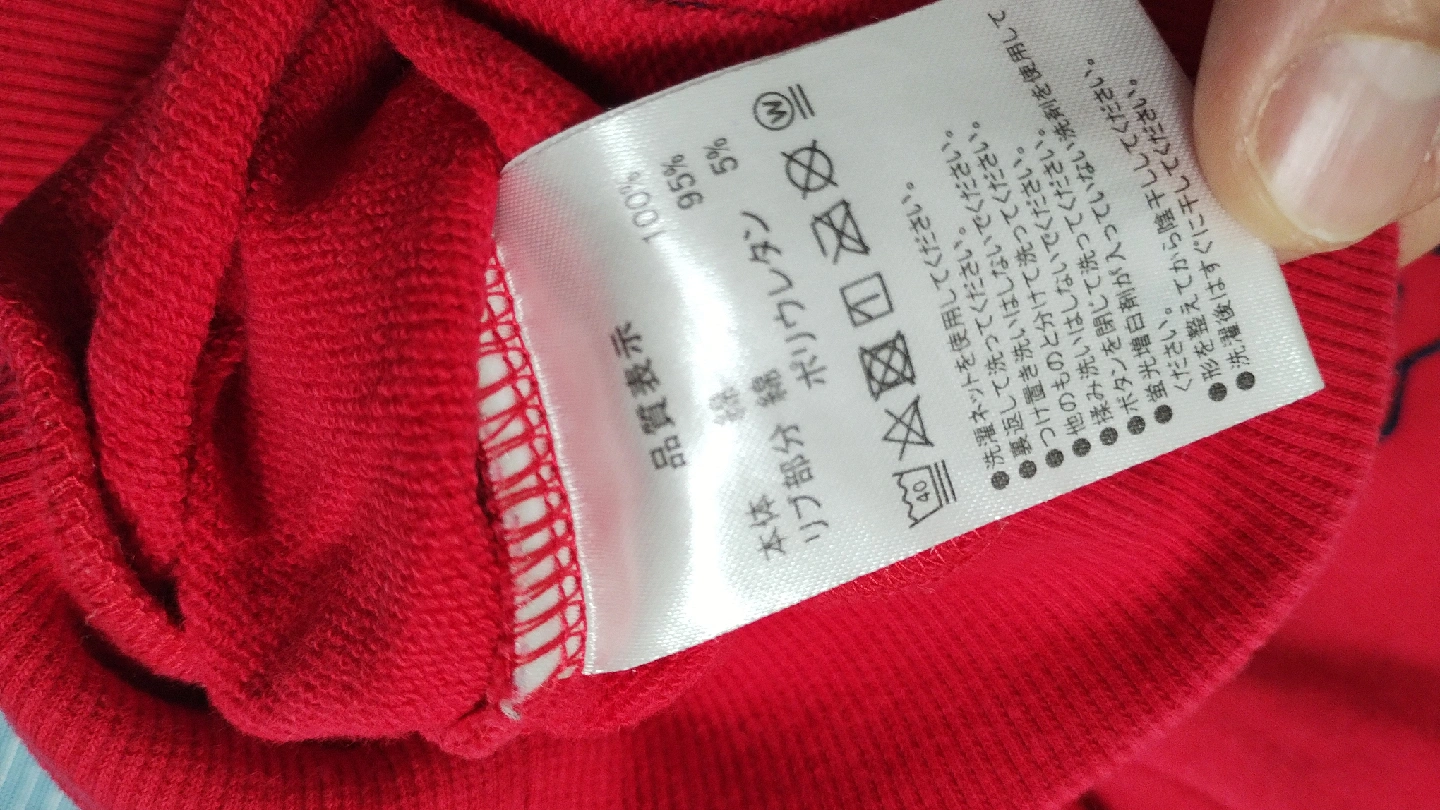 品質表示
本体 綿 100%
リブ部分 綿 95%
ポリウレタン 5%
40 W
●洗濯ネットを使用してください。
●裏返して洗ってください。
●つけ置き洗いはしないでください。
●他のものと分けて洗ってください。
●揉み洗いはしないでください。
●ボタンを閉じて洗ってください。
●蛍光増白剤が入っていない洗剤を使用して
ください。
●形を整えてから陰干ししてください。
●洗濯後はすぐに干してください。